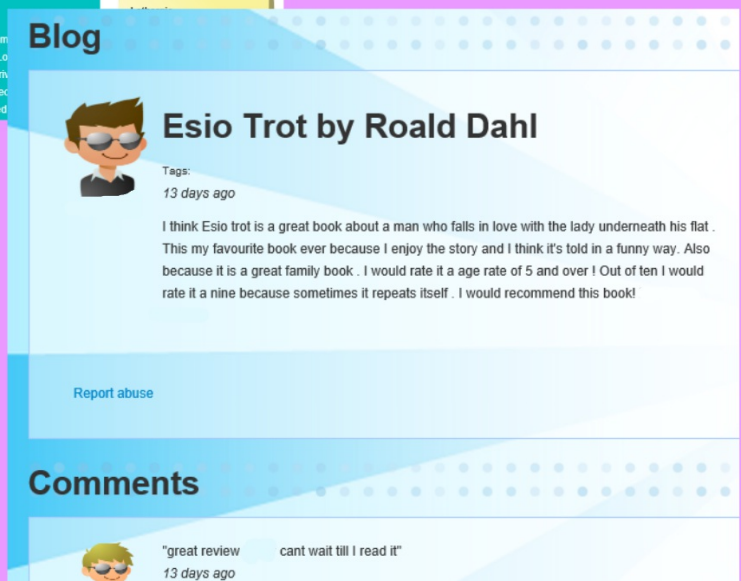 Blog
Esio Trot by Roald Dahl
Tags:
13 days ago
I think Esio trot is a great book about a man who falls in love with the lady underneath his flat .
This my favourite book ever because I enjoy the story and I think it's told in a funny way. Also
because it is a great family book . I would rate it a age rate of 5 and over ! Out of ten I would
rate it a nine because sometimes it repeats itself . I would recommend this book!
Report abuse
Comments
"great review cant wait till I read it"
13 days ago